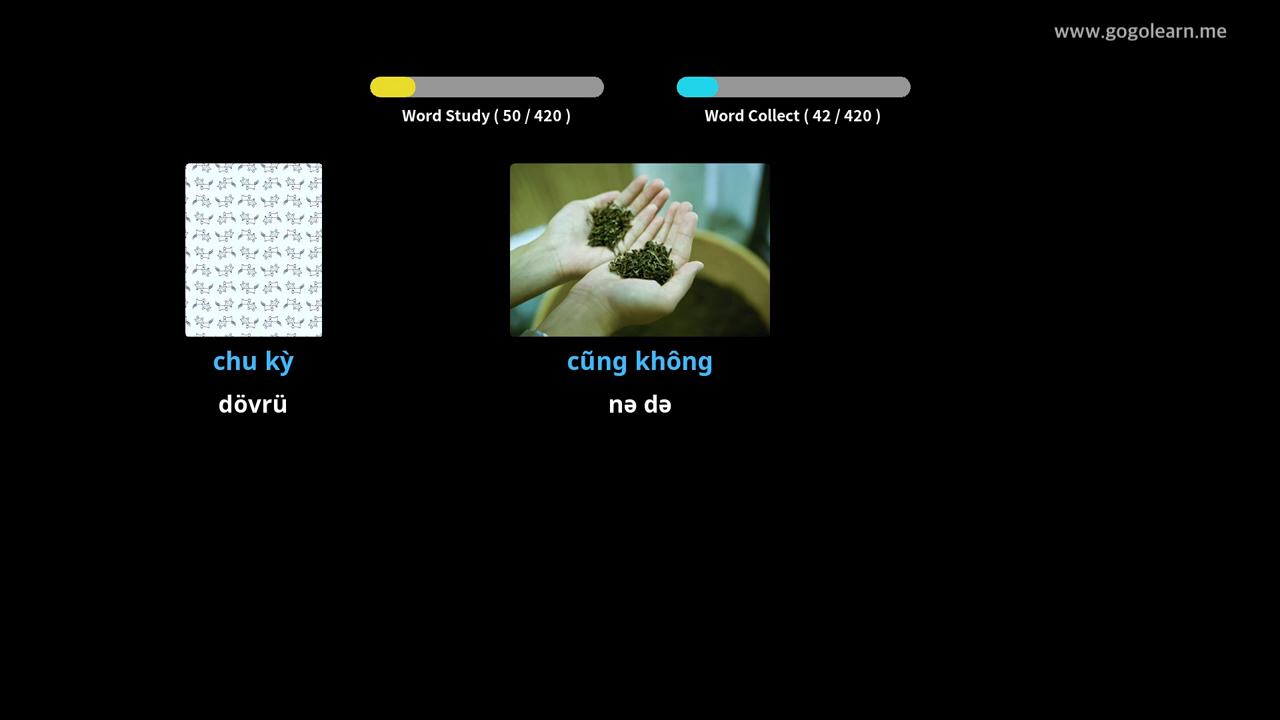 www.gogolearn.me
Word Study ( 50 / 420 )
Word Collect ( 42 / 420 )
chu kỳ
dövrü
cũng không
nə də